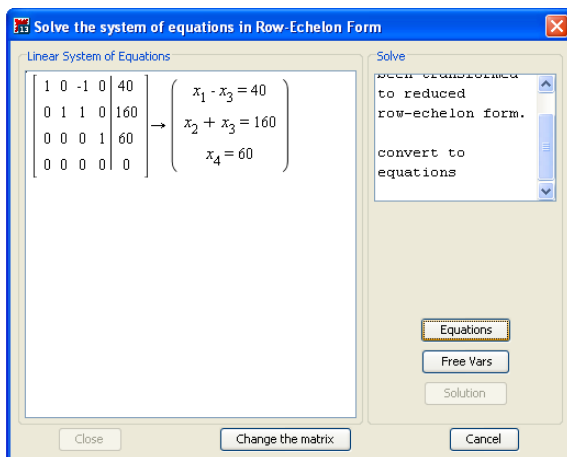 Solve the system of equations in Row-Echelon Form
Linear System of Equations
1 0 -1 0 40
0 1 1 0 160
0 0 0 1 60
0 0 0 0 0
→
x₁ - x₃ = 40
x₂ + x₃ = 160
x₄ = 60
Solve
been transformed
to reduced
row-echelon form.
convert to
equations
Equations
Free Vars
Solution
Close
Change the matrix
Cancel